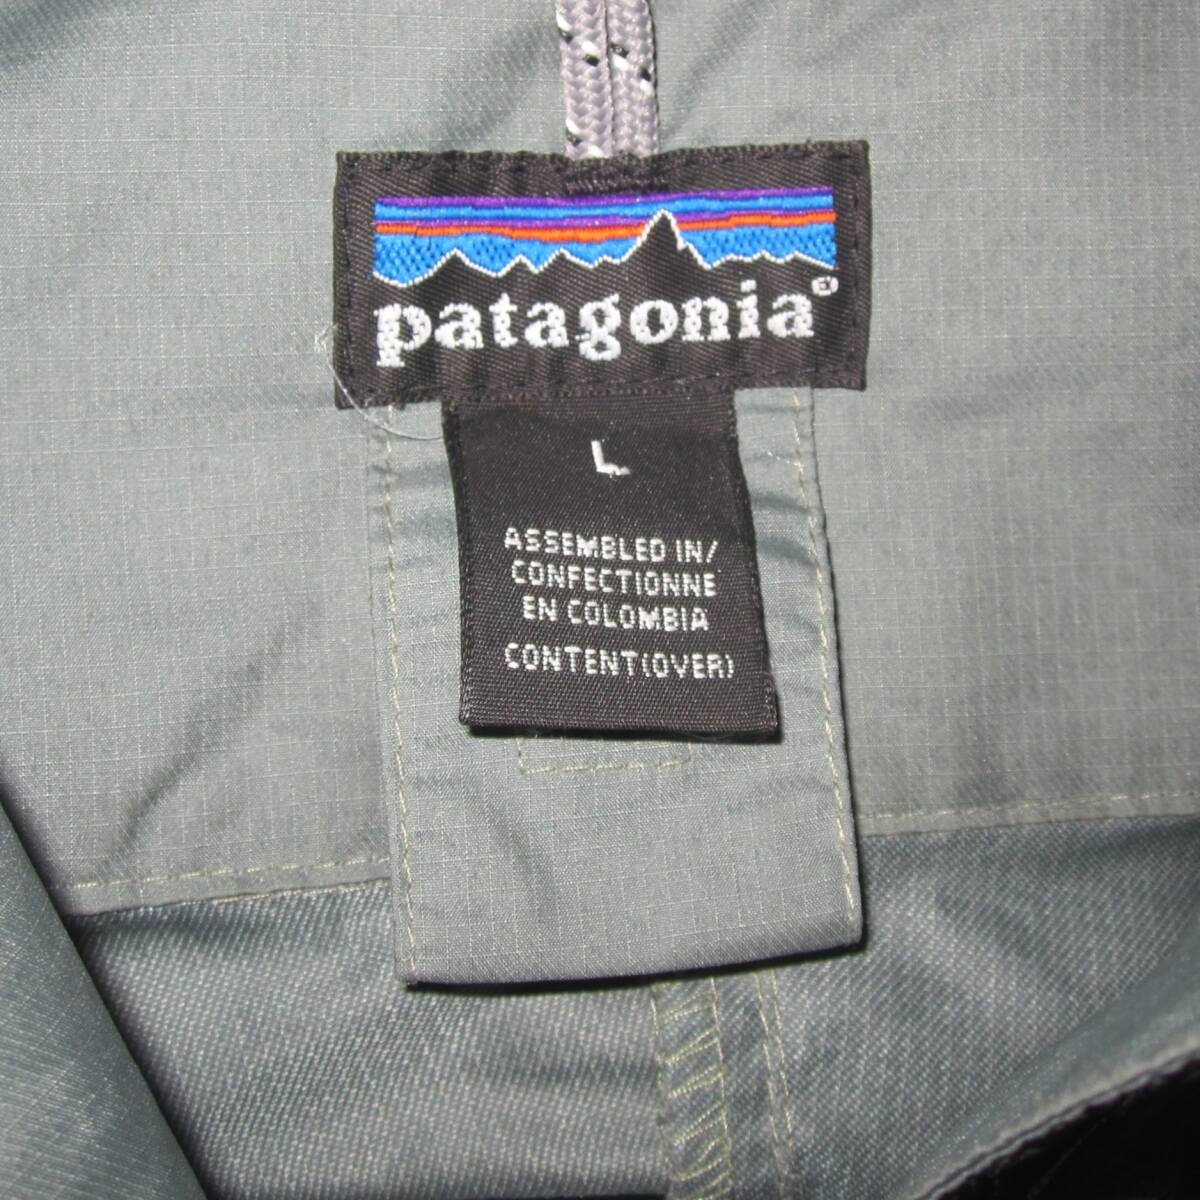 patagonia®
L
ASSEMBLED IN/
CONFECTIONNE
EN COLOMBIA
CONTENT(OVER)